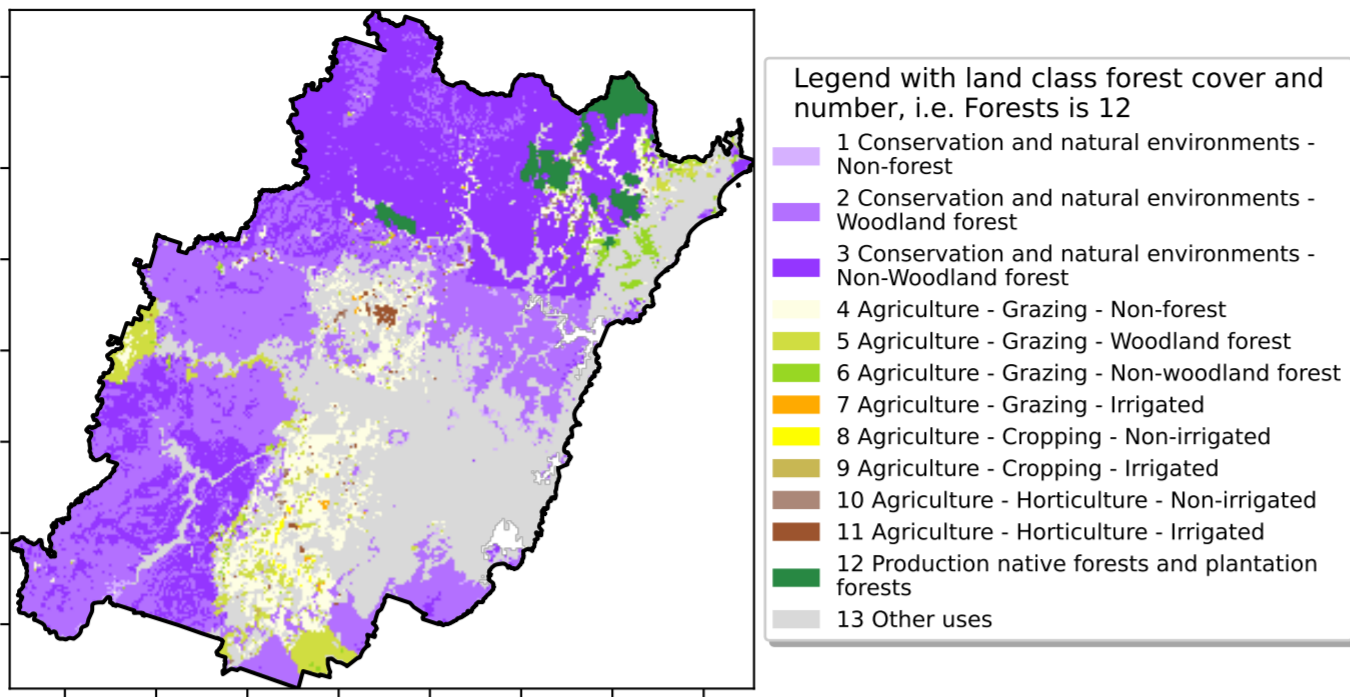 Legend with land class forest cover and
number, i.e. Forests is 12
1 Conservation and natural environments -
Non-forest
2 Conservation and natural environments -
Woodland forest
3 Conservation and natural environments -
Non-Woodland forest
4 Agriculture - Grazing - Non-forest
5 Agriculture - Grazing - Woodland forest
6 Agriculture - Grazing - Non-woodland forest
7 Agriculture - Grazing - Irrigated
8 Agriculture - Cropping - Non-irrigated
9 Agriculture - Cropping - Irrigated
10 Agriculture - Horticulture - Non-irrigated
11 Agriculture - Horticulture - Irrigated
12 Production native forests and plantation
forests
13 Other uses